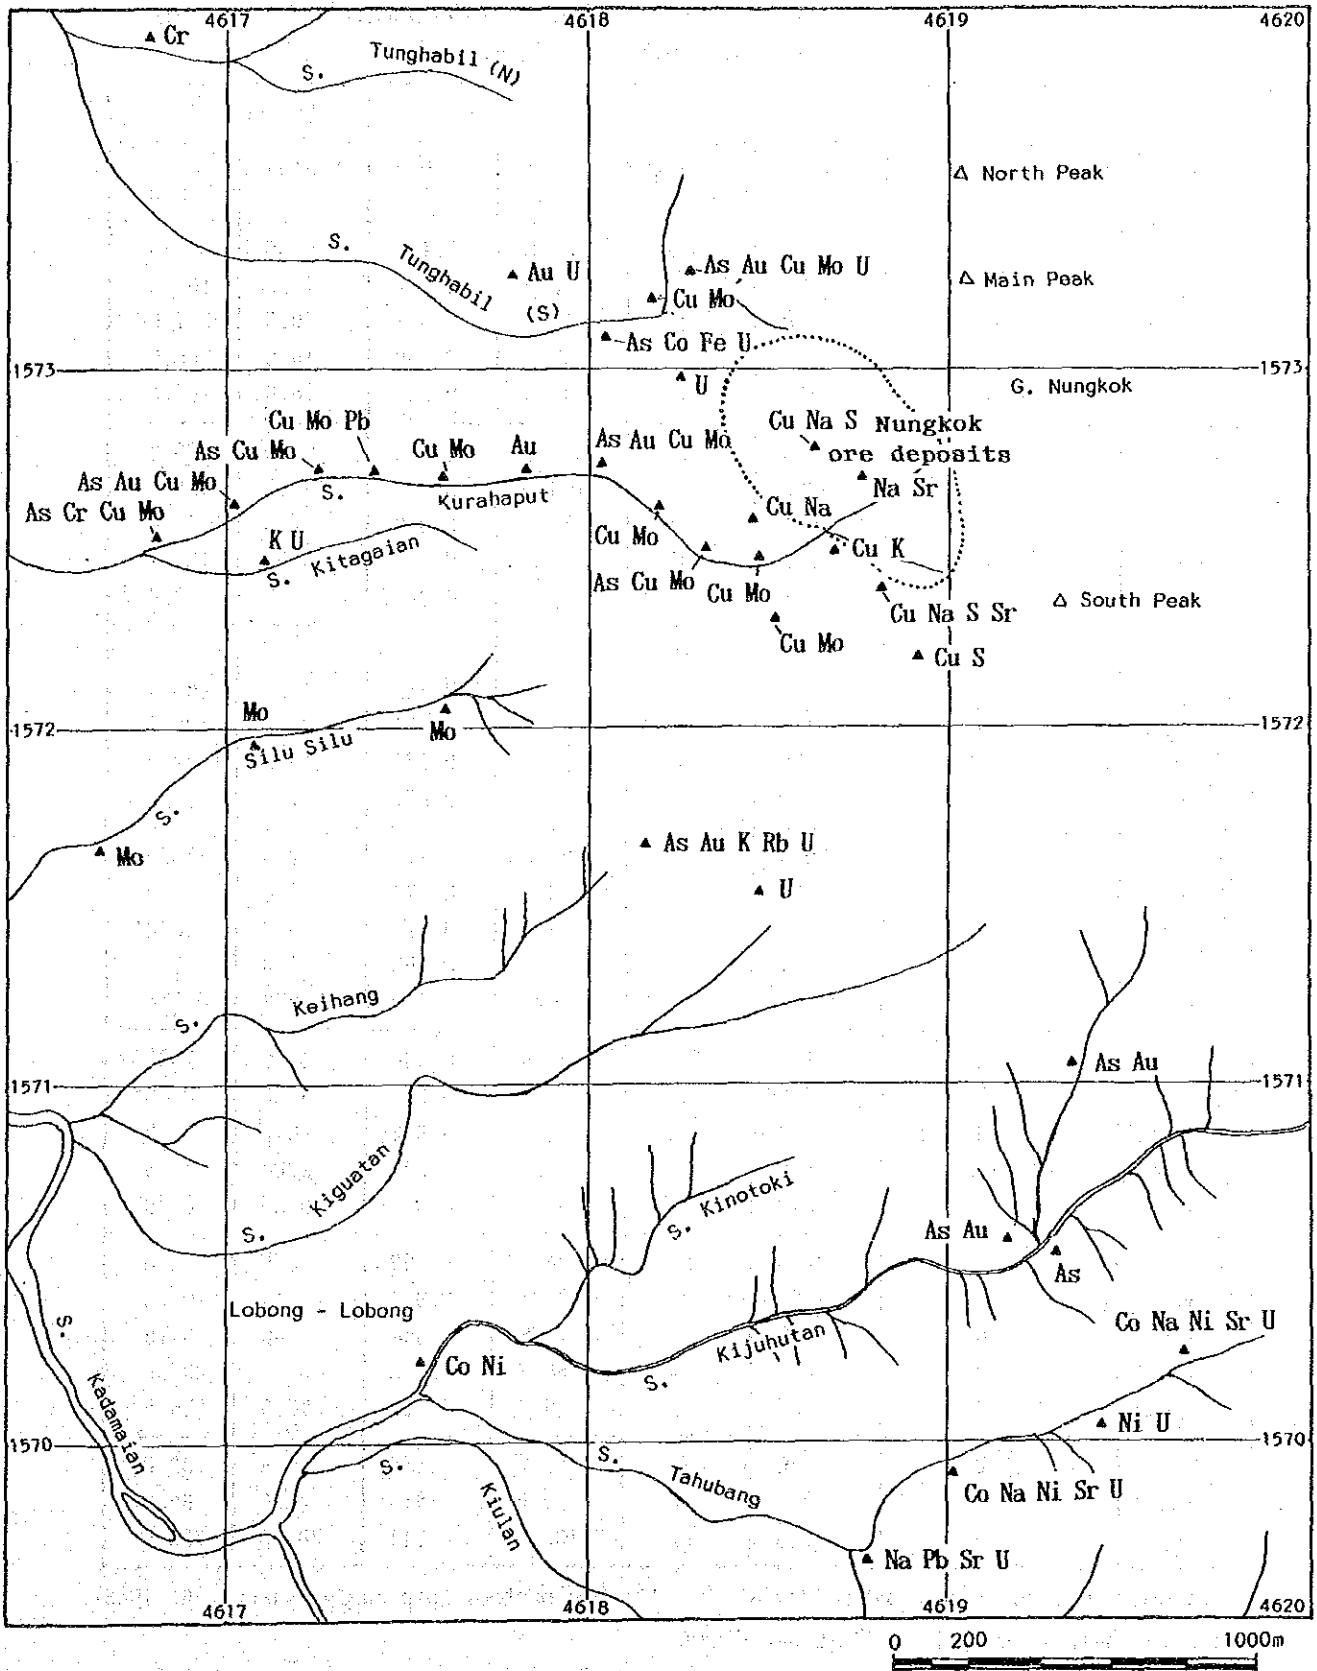 4617
4618
4619
4620
Cr
S.
Tunghabil (N)
North Peak
S.
Tunghabil
(S)
Au U
As Au Cu Mo U
Cu Mo
Main Peak
As Co Fe U
1573
1573
U
G. Nungkok
Cu Mo Pb
As Cu Mo
Cu Mo
Au
As Au Cu Mo
Cu Na S
Nungkok
ore deposits
As Au Cu Mo
S.
Kurahaput
Na Sr
As Cr Cu Mo
Cu Na
K U
Cu Mo
Cu K
S. Kitagaian
As Cu Mo
Cu Mo
South Peak
Cu Na S Sr
Cu Mo
Cu S
Mo
Mo
1572
1572
Silu Silu
S.
Mo
As Au K Rb U
U
Keihang
S.
1571
1571
As Au
Kiguatan
S.
S. Kinotoki
As Au
As
Lobong - Lobong
S.
Kadamaian
Co Ni
Kijuhutan
S.
Co Na Ni Sr U
Ni U
1570
1570
S.
S.
Tahubang
Kiulan
Co Na Ni Sr U
Na Pb Sr U
4617
4618
4619
4620
0 200 1000m